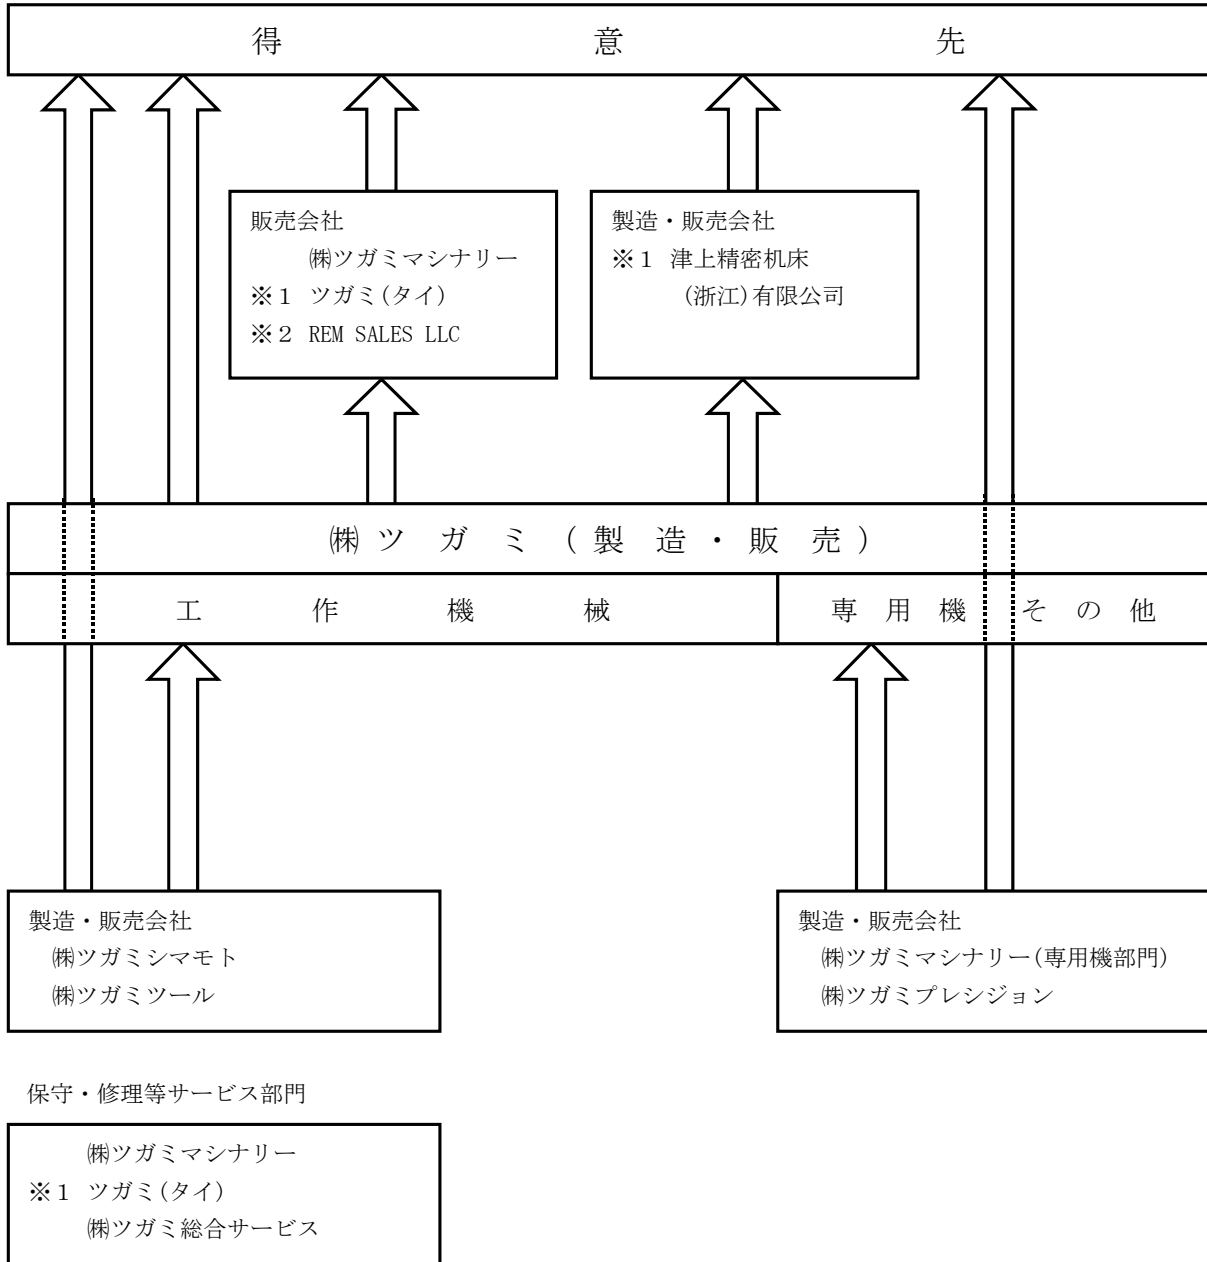 得意先
販売会社
㈱ツガミマシナリー
※１ ツガミ(タイ)
※２ REM SALES LLC
製造・販売会社
※１ 津上精密机床
(浙江)有限公司
㈱ツガミ(製造・販売)
工作機械
専用機その他
製造・販売会社
㈱ツガミシマモト
㈱ツガミツール
製造・販売会社
㈱ツガミマシナリー(専用機部門)
㈱ツガミプレシジョン
保守・修理等サービス部門
㈱ツガミマシナリー
※１ ツガミ(タイ)
㈱ツガミ総合サービス